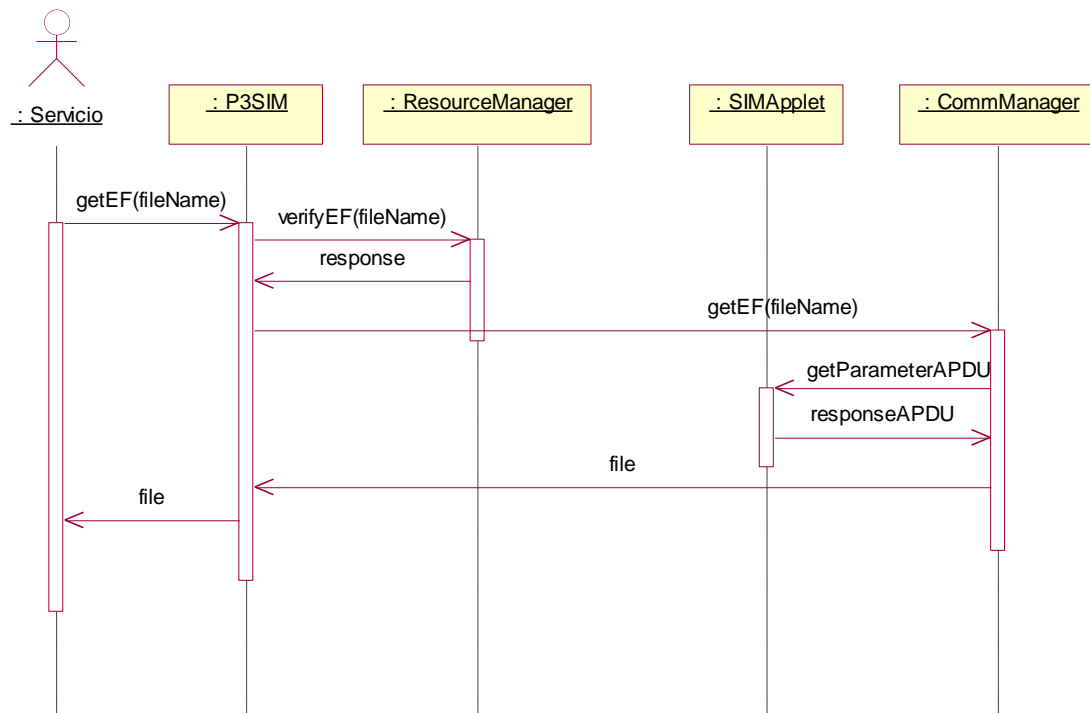 : Servicio
: P3SIM
: ResourceManager
: SIMApplet
: CommManager
getEF(fileName)
verifyEF(fileName)
response
getEF(fileName)
getParameterAPDU
responseAPDU
file
file